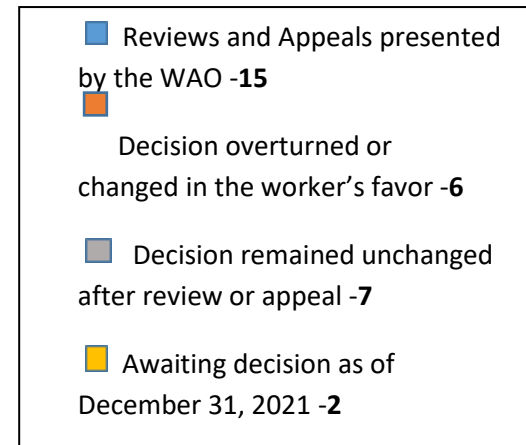 Reviews and Appeals presented
by the WAO -15
Decision overturned or
changed in the worker’s favor -6
Decision remained unchanged
after review or appeal -7
Awaiting decision as of
December 31, 2021 -2